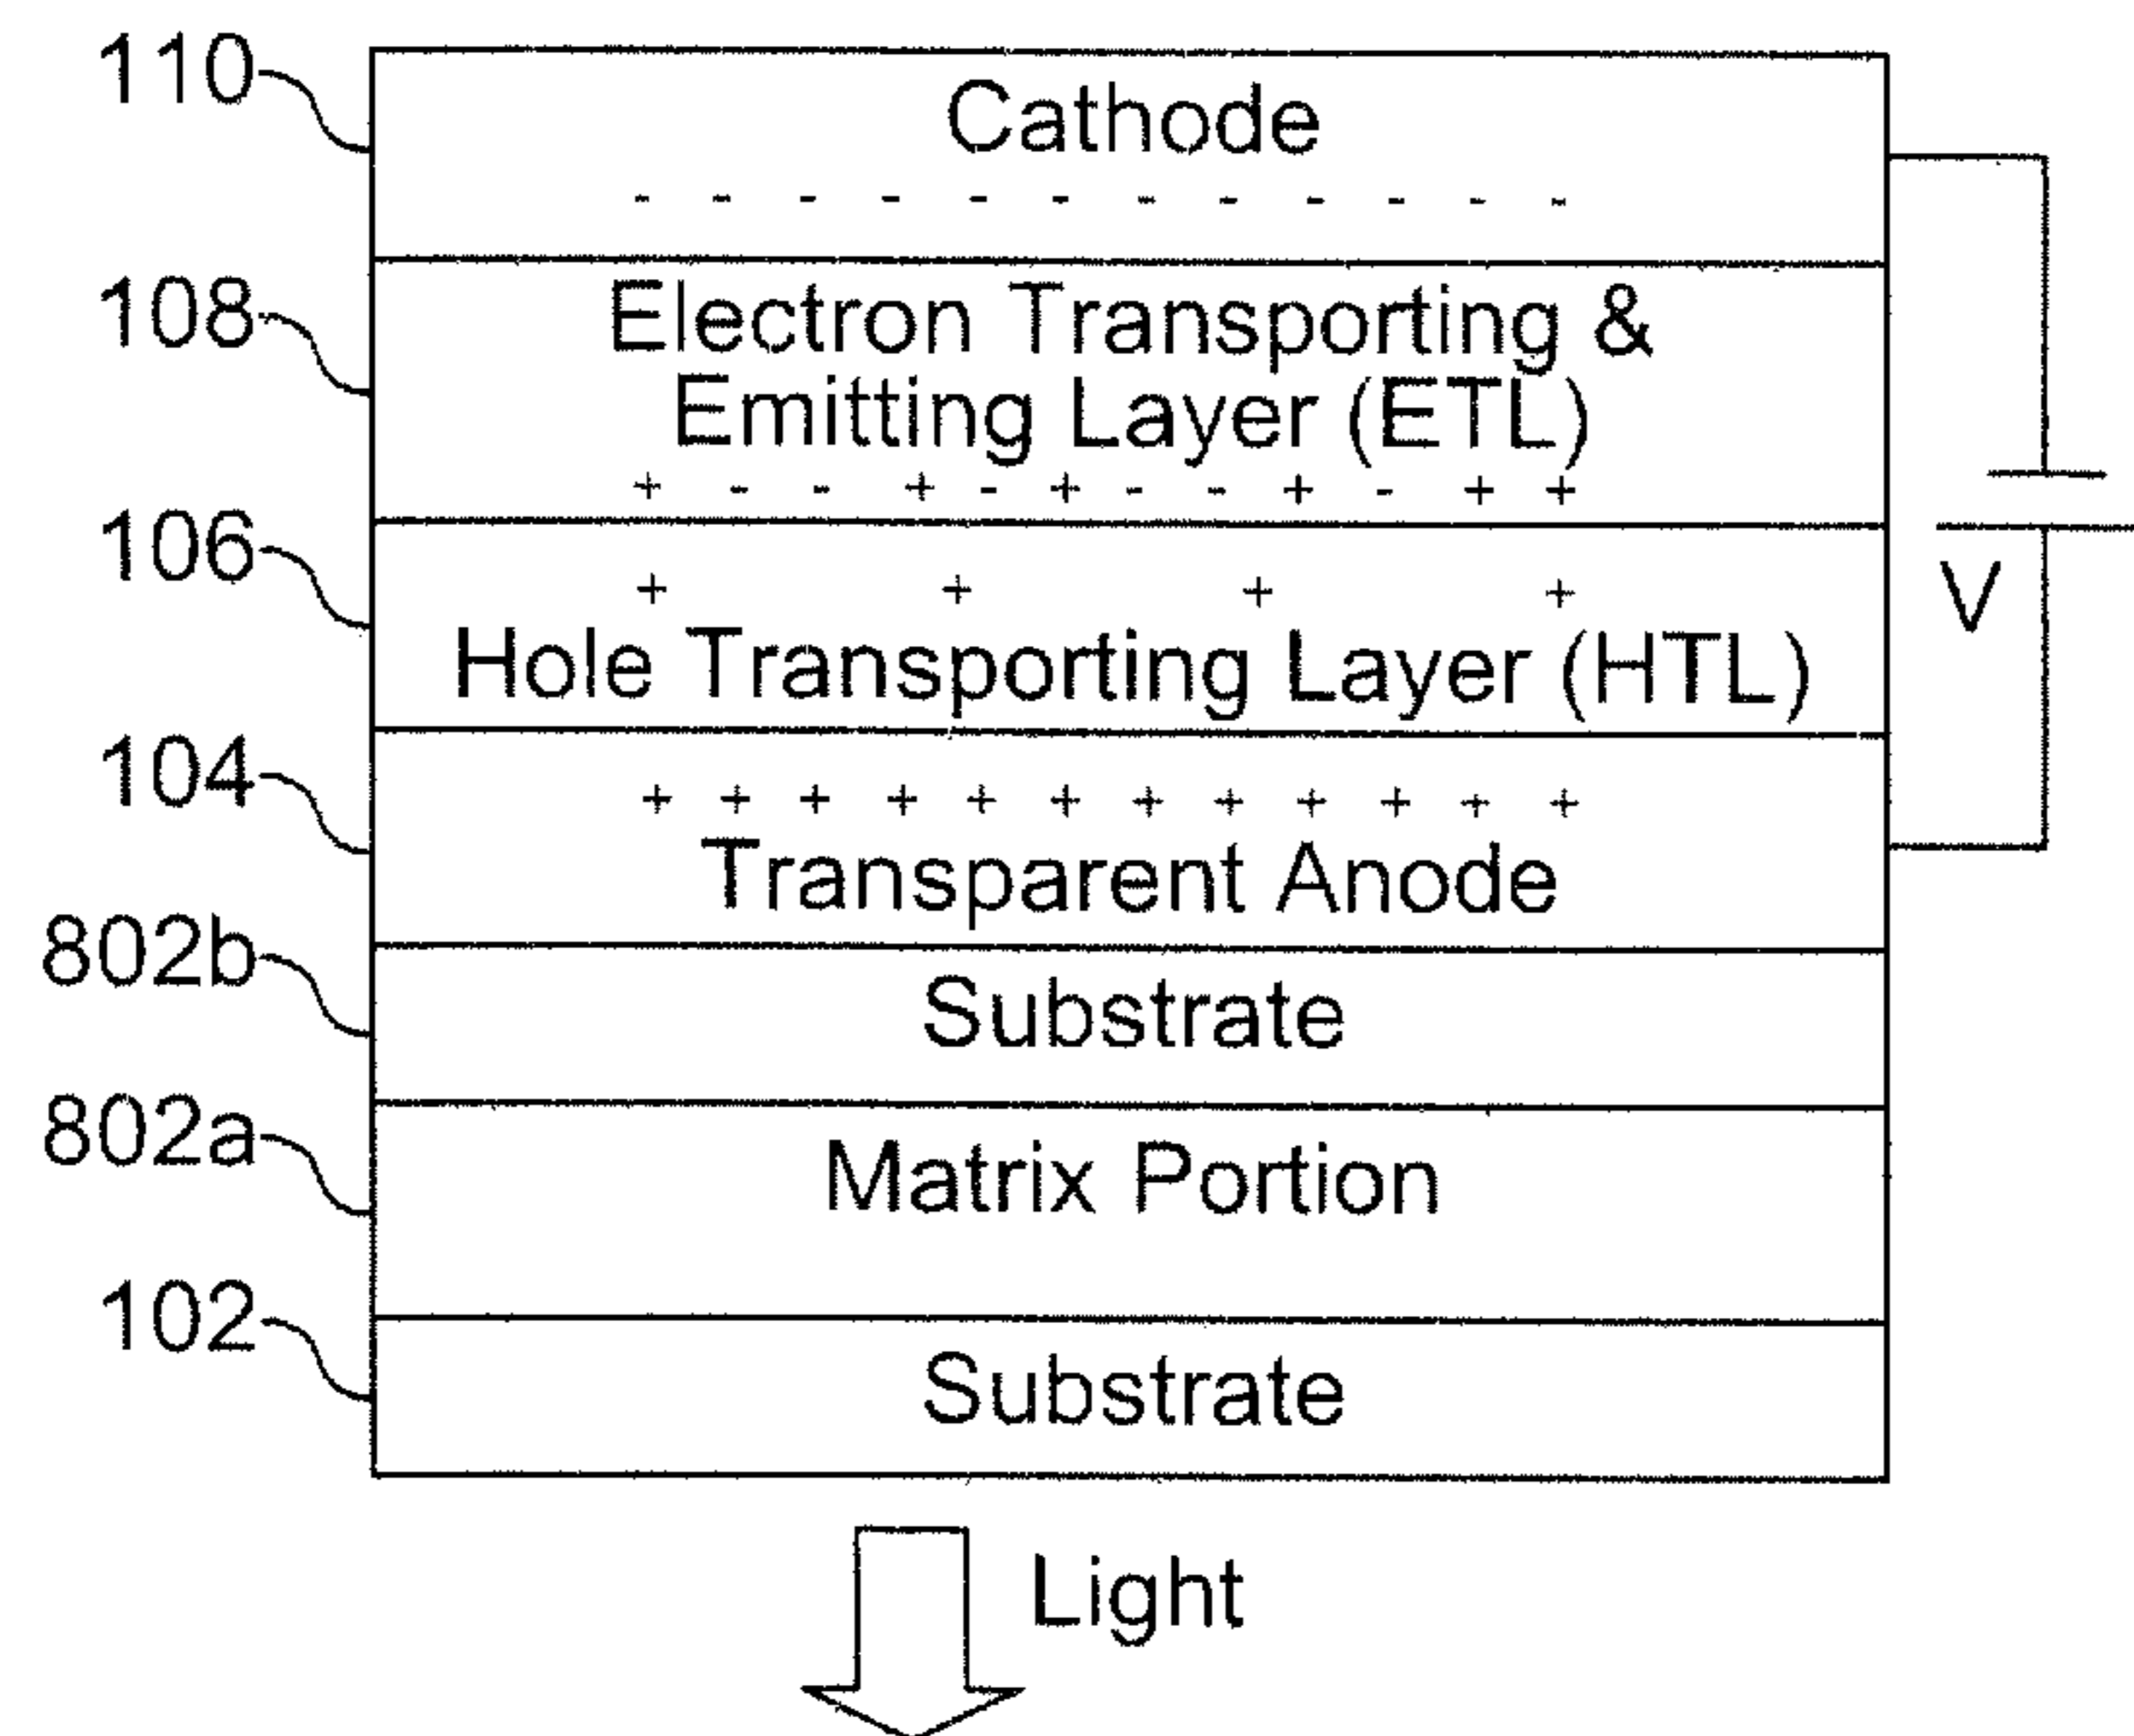 110
Cathode
- - - - - - - - - - - -
108
Electron Transporting &
Emitting Layer (ETL)
+ - - + - + - - + - + +
106
+ + + +
Hole Transporting Layer (HTL)
V
104
+ + + + + + + + + + + +
Transparent Anode
802b
Substrate
802a
Matrix Portion
102
Substrate
Light